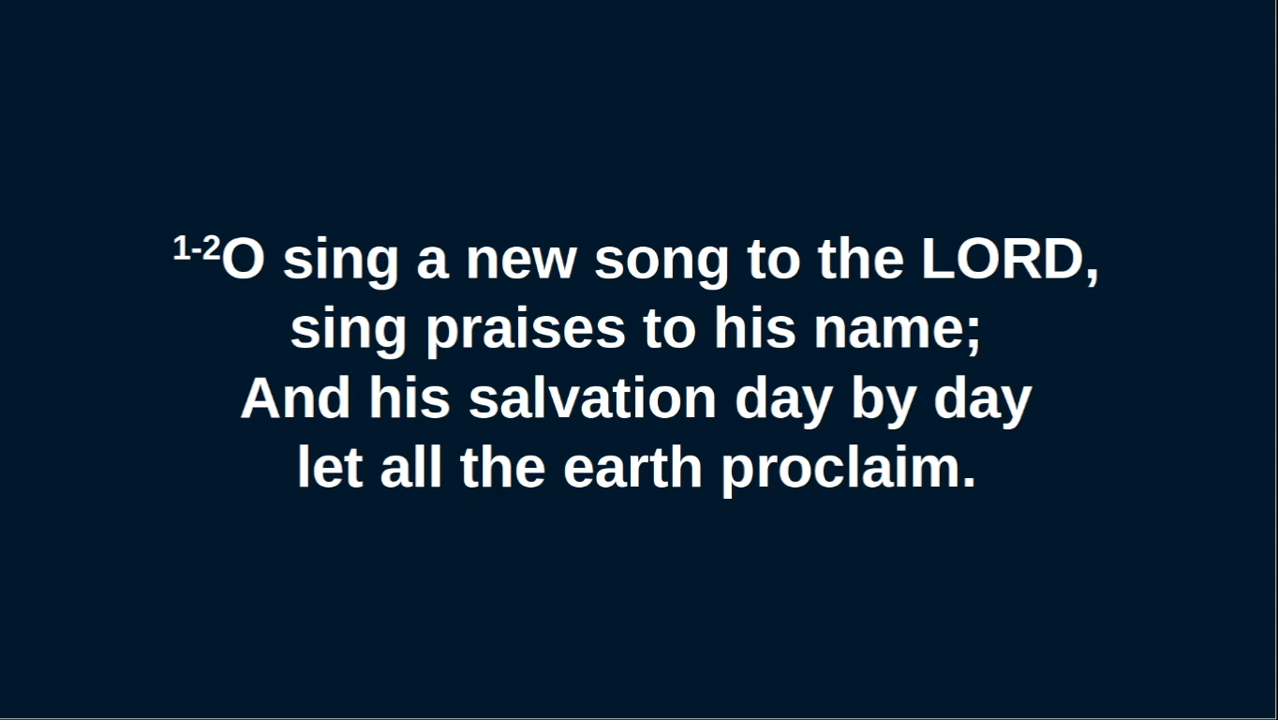 1-2O sing a new song to the LORD,
sing praises to his name;
And his salvation day by day
let all the earth proclaim.